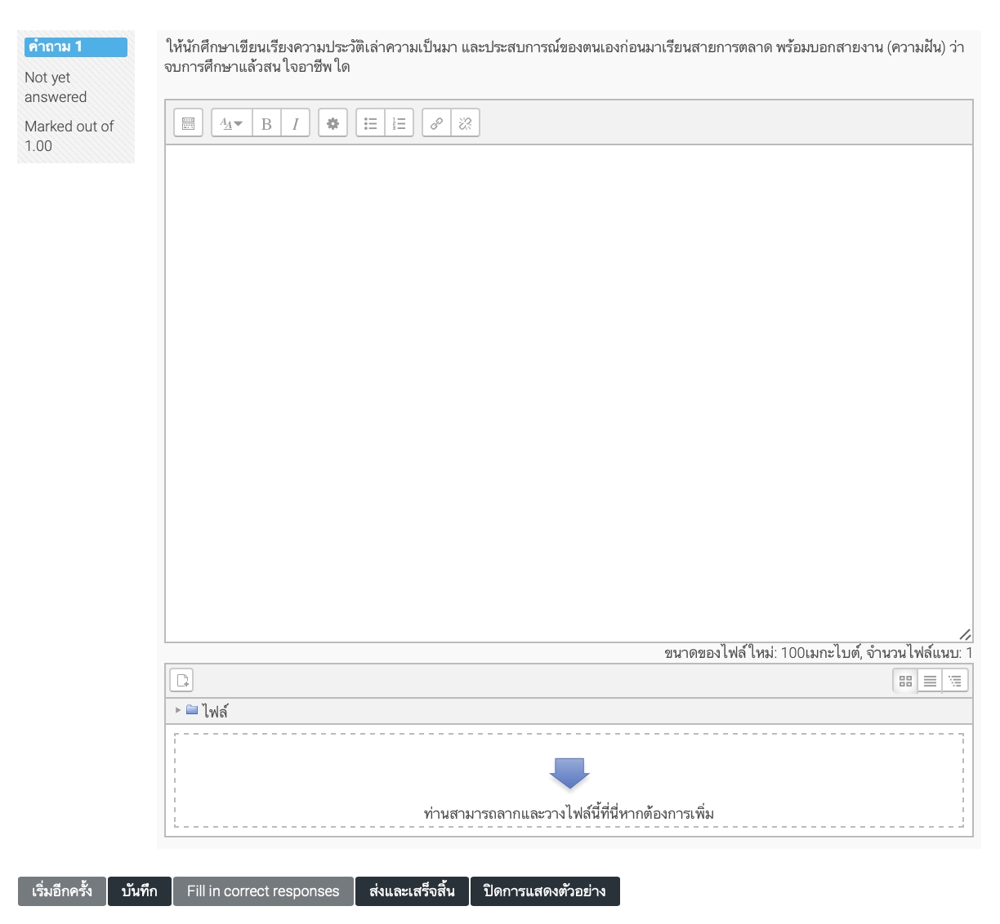 คำถาม 1
Not yet
answered
Marked out of
1.00
ให้นักศึกษาเขียนเรียงความประวัติเล่าความเป็นมา และประสบการณ์ของตนเองก่อนมาเรียนสายการตลาด พร้อมบอกสายงาน (ความฝัน) ว่า
จบการศึกษาแล้วสนใจอาชีพใด
B I
ขนาดของไฟล์ใหม่: 100เมกะไบต์, จำนวนไฟล์แนบ: 1
ไฟล์
ท่านสามารถลากและวางไฟล์นี้ที่นี่หากต้องการเพิ่ม
เริ่มอีกครั้ง บันทึก Fill in correct responses ส่งและเสร็จสิ้น ปิดการแสดงตัวอย่าง